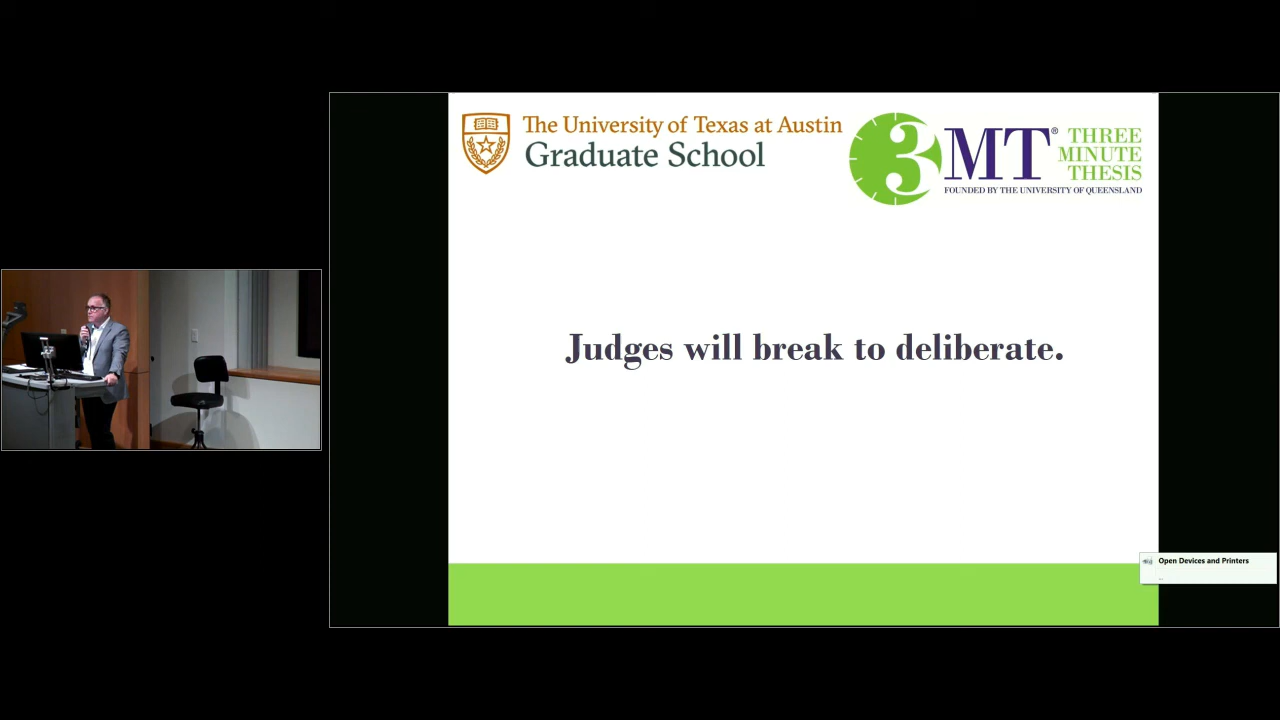 The University of Texas at Austin
Graduate School
3MT® THREE
MINUTE
THESIS
FOUNDED BY THE UNIVERSITY OF QUEENSLAND
Judges will break to deliberate.
Open Devices and Printers
...